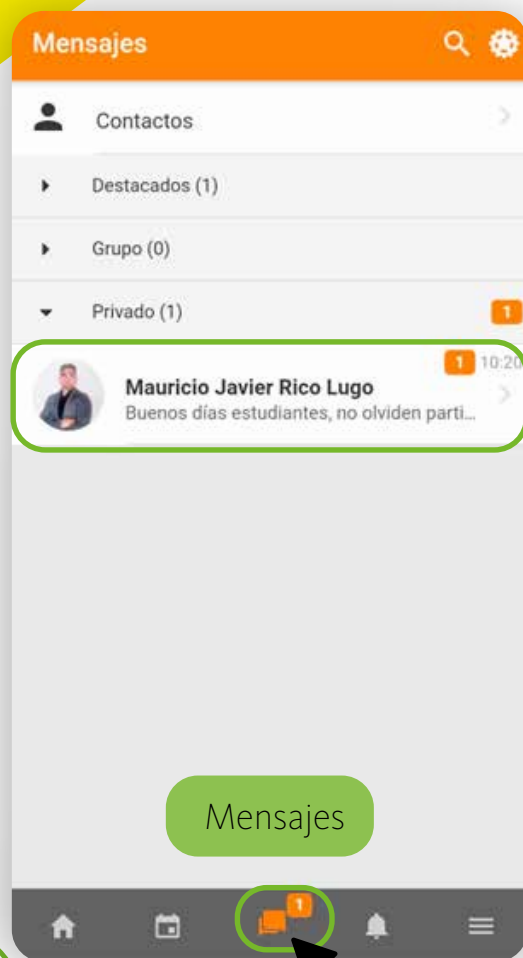 Mensajes
Contactos
Destacados (1)
Grupo (0)
Privado (1)
1
1 10:20
Mauricio Javier Rico Lugo
Buenos días estudiantes, no olviden parti...
Mensajes
1